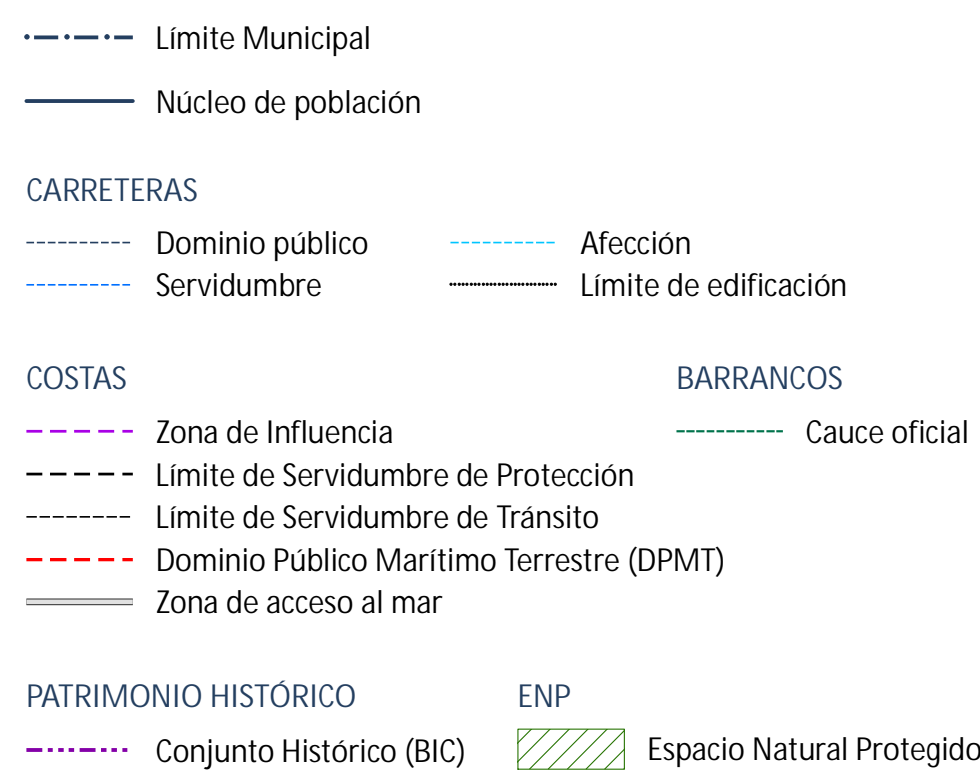 Límite Municipal
Núcleo de población
CARRETERAS
Dominio público
Afección
Servidumbre
Límite de edificación
COSTAS
BARRANCOS
Zona de Influencia
Cauce oficial
Límite de Servidumbre de Protección
Límite de Servidumbre de Tránsito
Dominio Público Marítimo Terrestre (DPMT)
Zona de acceso al mar
PATRIMONIO HISTÓRICO
ENP
Conjunto Histórico (BIC)
Espacio Natural Protegido